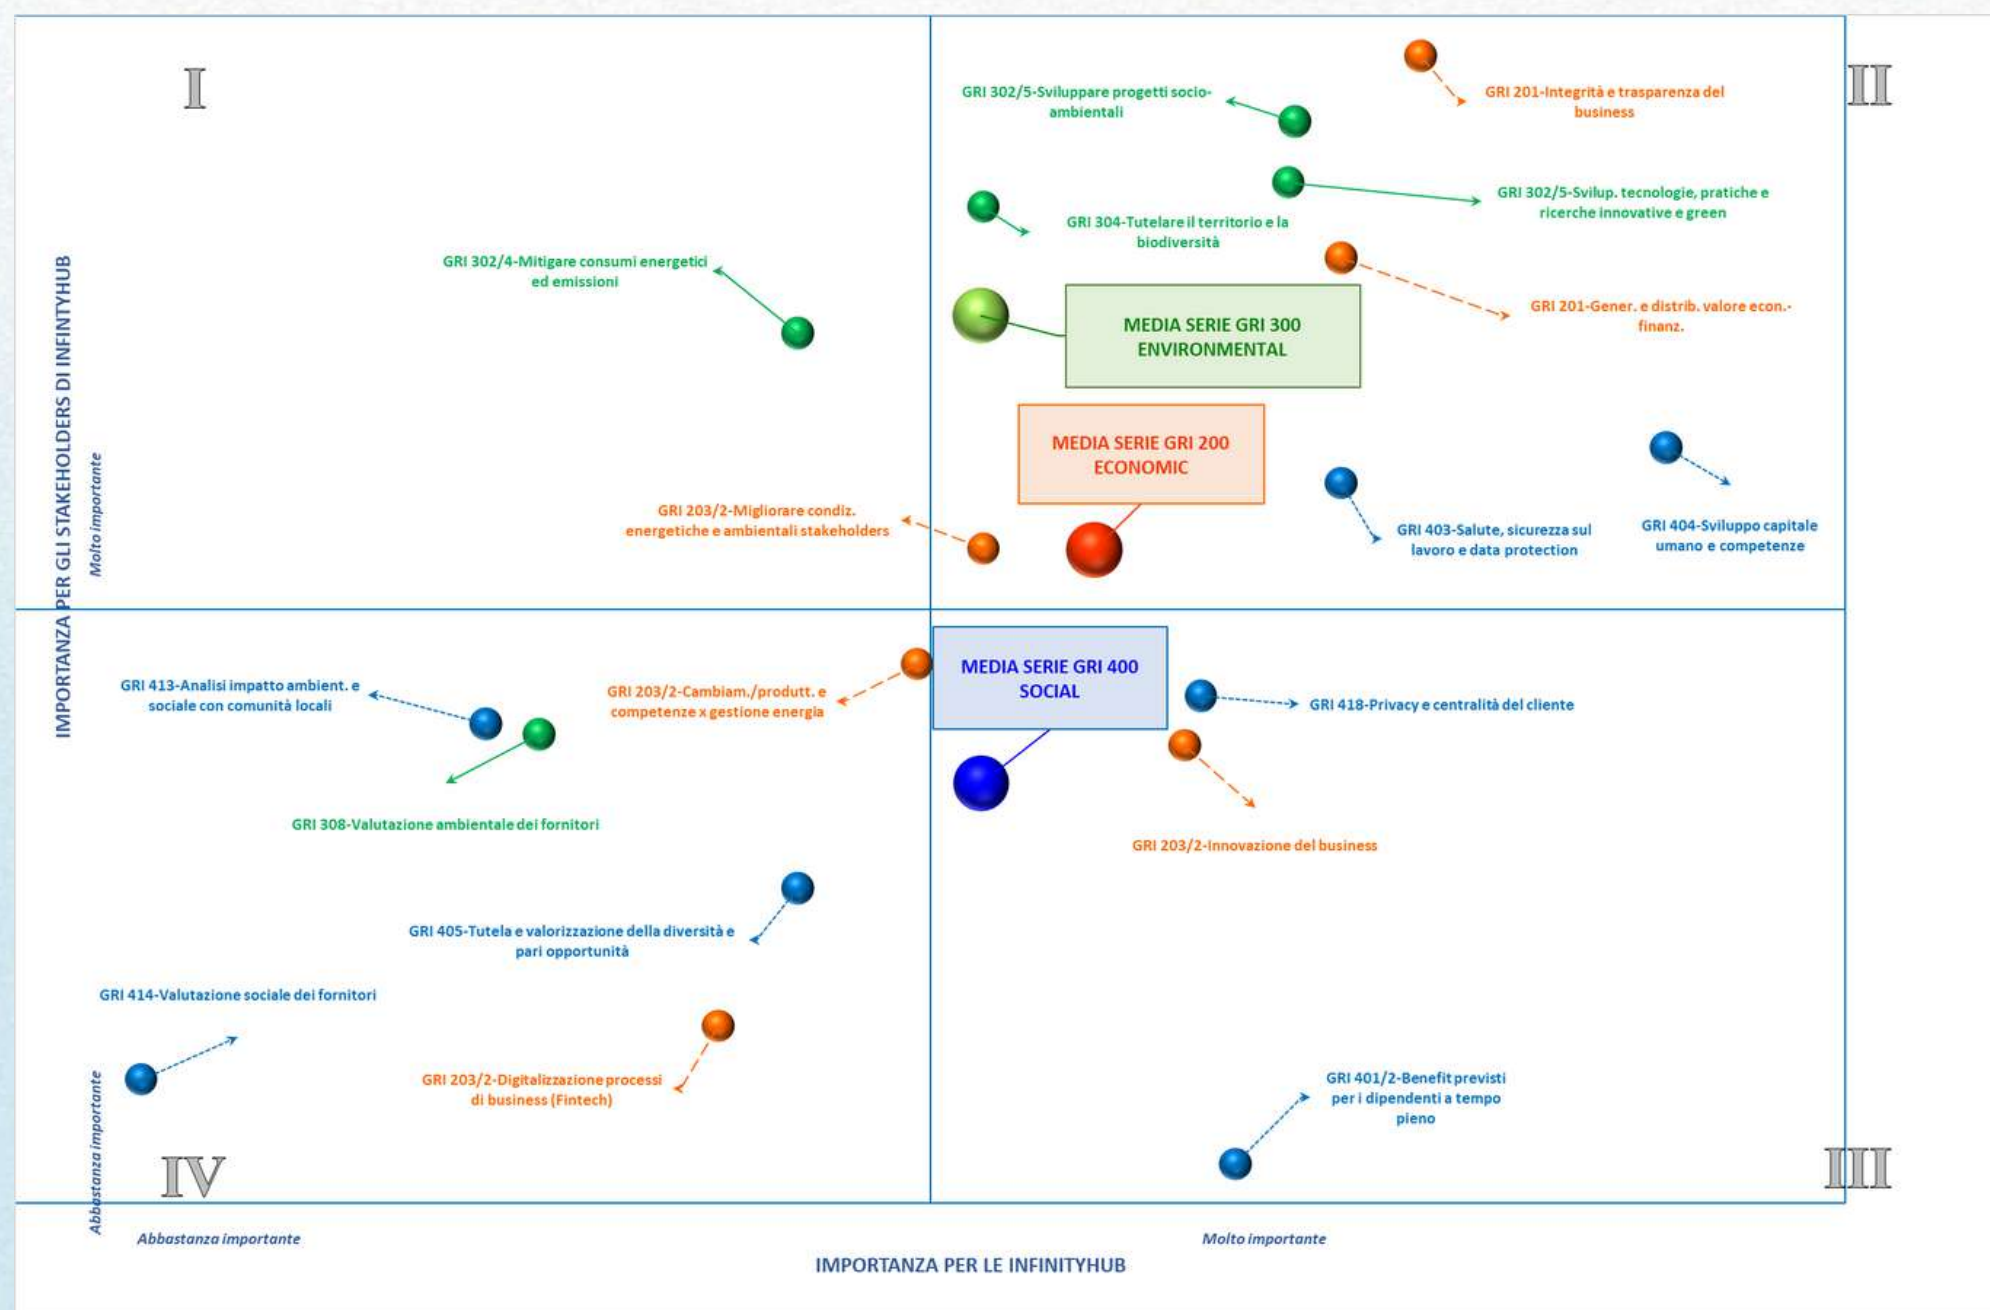 I
II
GRI 201-Integrità e trasparenza del
business
GRI 302/5-Sviluppare progetti socio-
ambientali
GRI 302/5-Svilup. tecnologie, pratiche e
ricerche innovative e green
GRI 304-Tutelare il territorio e la
biodiversità
GRI 302/4-Mitigare consumi energetici
ed emissioni
GRI 201-Gener. e distrib. valore econ.-
finanz.
MEDIA SERIE GRI 300
ENVIRONMENTAL
MEDIA SERIE GRI 200
ECONOMIC
GRI 203/2-Migliorare condiz.
energetiche e ambientali stakeholders
GRI 403-Salute, sicurezza sul
lavoro e data protection
GRI 404-Sviluppo capitale
umano e competenze
IMPORTANZA PER GLI STAKEHOLDERS DI INFINTYHUB
Molto importante
MEDIA SERIE GRI 400
SOCIAL
GRI 413-Analisi impatto ambient. e
sociale con comunità locali
GRI 203/2-Cambiam./produtt. e
competenze x gestione energia
GRI 418-Privacy e centralità del cliente
GRI 308-Valutazione ambientale dei fornitori
GRI 203/2-Innovazione del business
GRI 405-Tutela e valorizzazione della diversità e
pari opportunità
GRI 414-Valutazione sociale dei fornitori
GRI 203/2-Digitalizzazione processi
di business (Fintech)
GRI 401/2-Benefit previsti
per i dipendenti a tempo
pieno
Abbastanza importante
IV
III
Abbastanza importante
Molto importante
IMPORTANZA PER LE INFINITYHUB